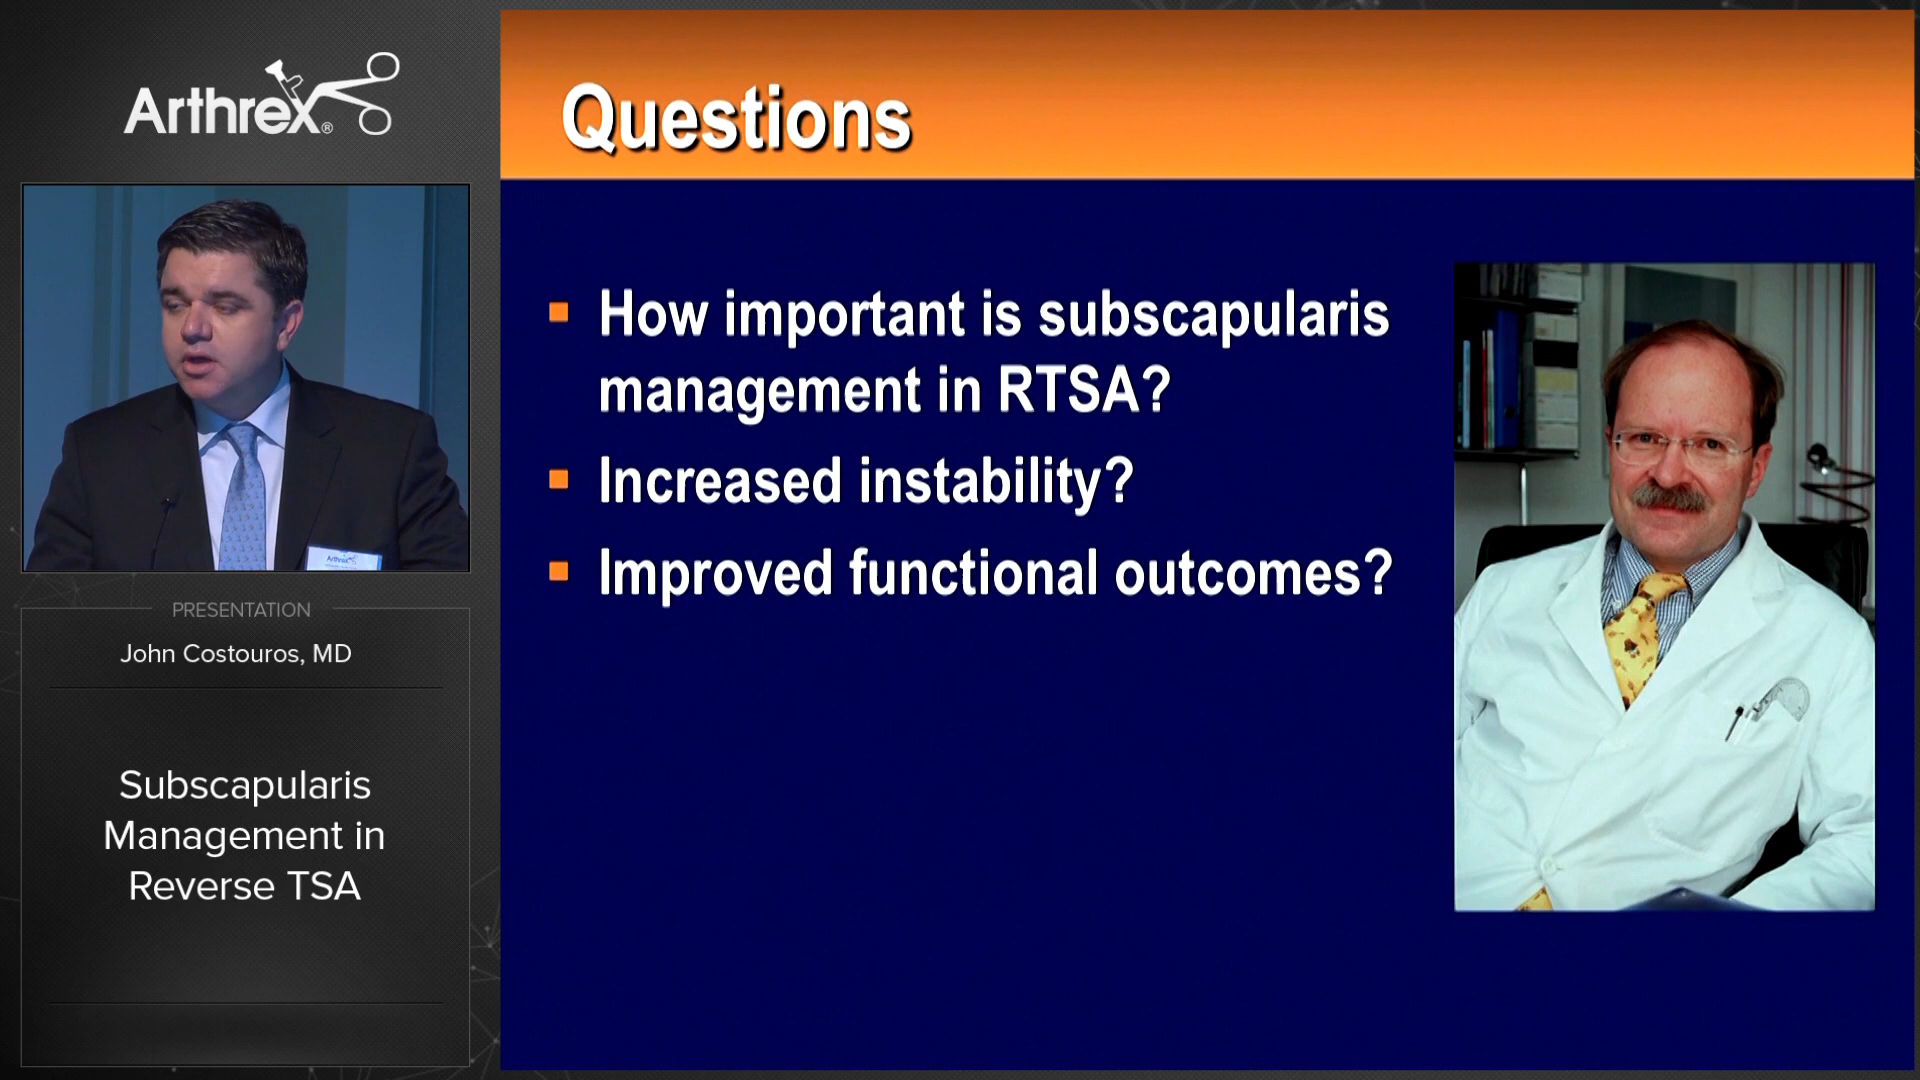 Arthrex®
Arthrex
PRESENTATION
John Costouros, MD
Subscapularis
Management in
Reverse TSA
Questions
How important is subscapularis
management in RTSA?
Increased instability?
Improved functional outcomes?